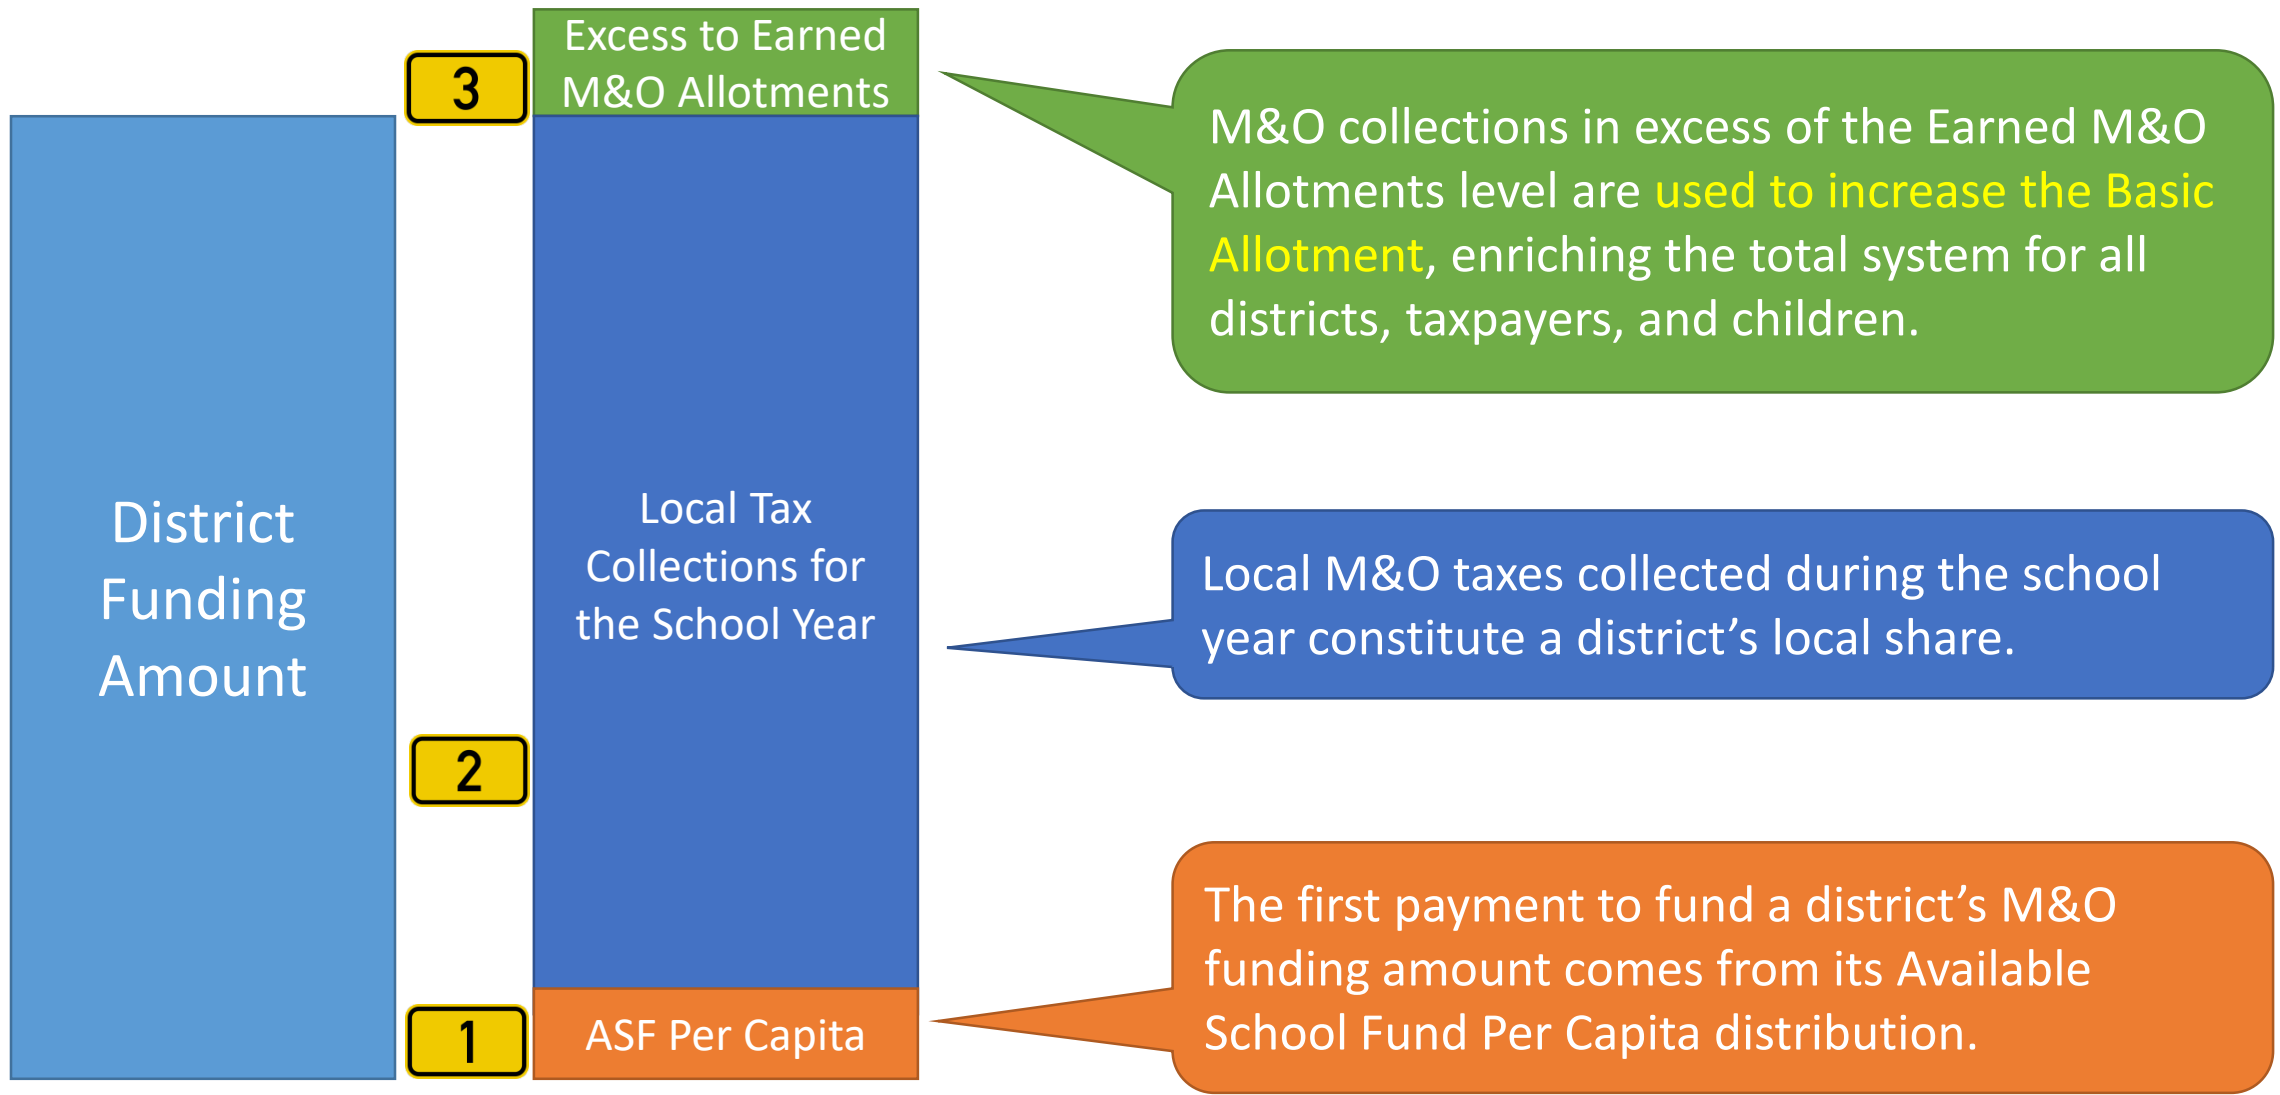 Excess to Earned
M&O Allotments
3
M&O collections in excess of the Earned M&O
Allotments level are used to increase the Basic
Allotment, enriching the total system for all
districts, taxpayers, and children.
District
Funding
Amount
Local Tax
Collections for
the School Year
Local M&O taxes collected during the school
year constitute a district’s local share.
2
The first payment to fund a district’s M&O
funding amount comes from its Available
School Fund Per Capita distribution.
1
ASF Per Capita